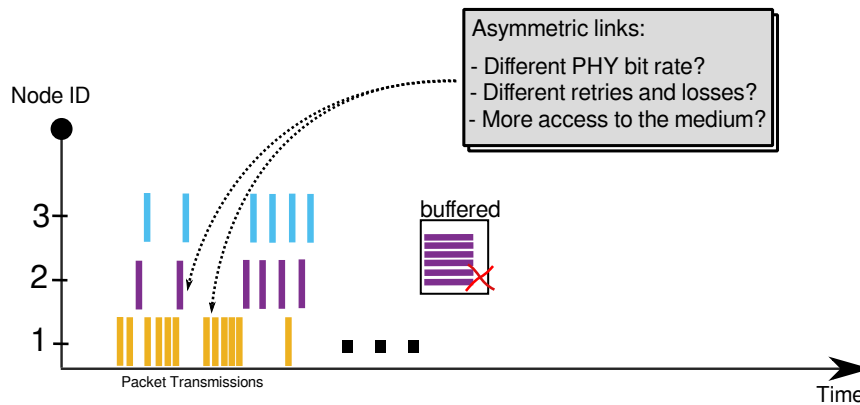 Asymmetric links:
- Different PHY bit rate?
- Different retries and losses?
- More access to the medium?
Node ID
3
buffered
2
1
Packet Transmissions
Time